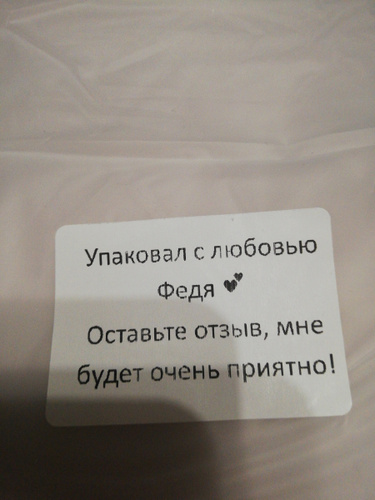 Упаковал с любовью
Федя 💕
Оставьте отзыв, мне
будет очень приятно!